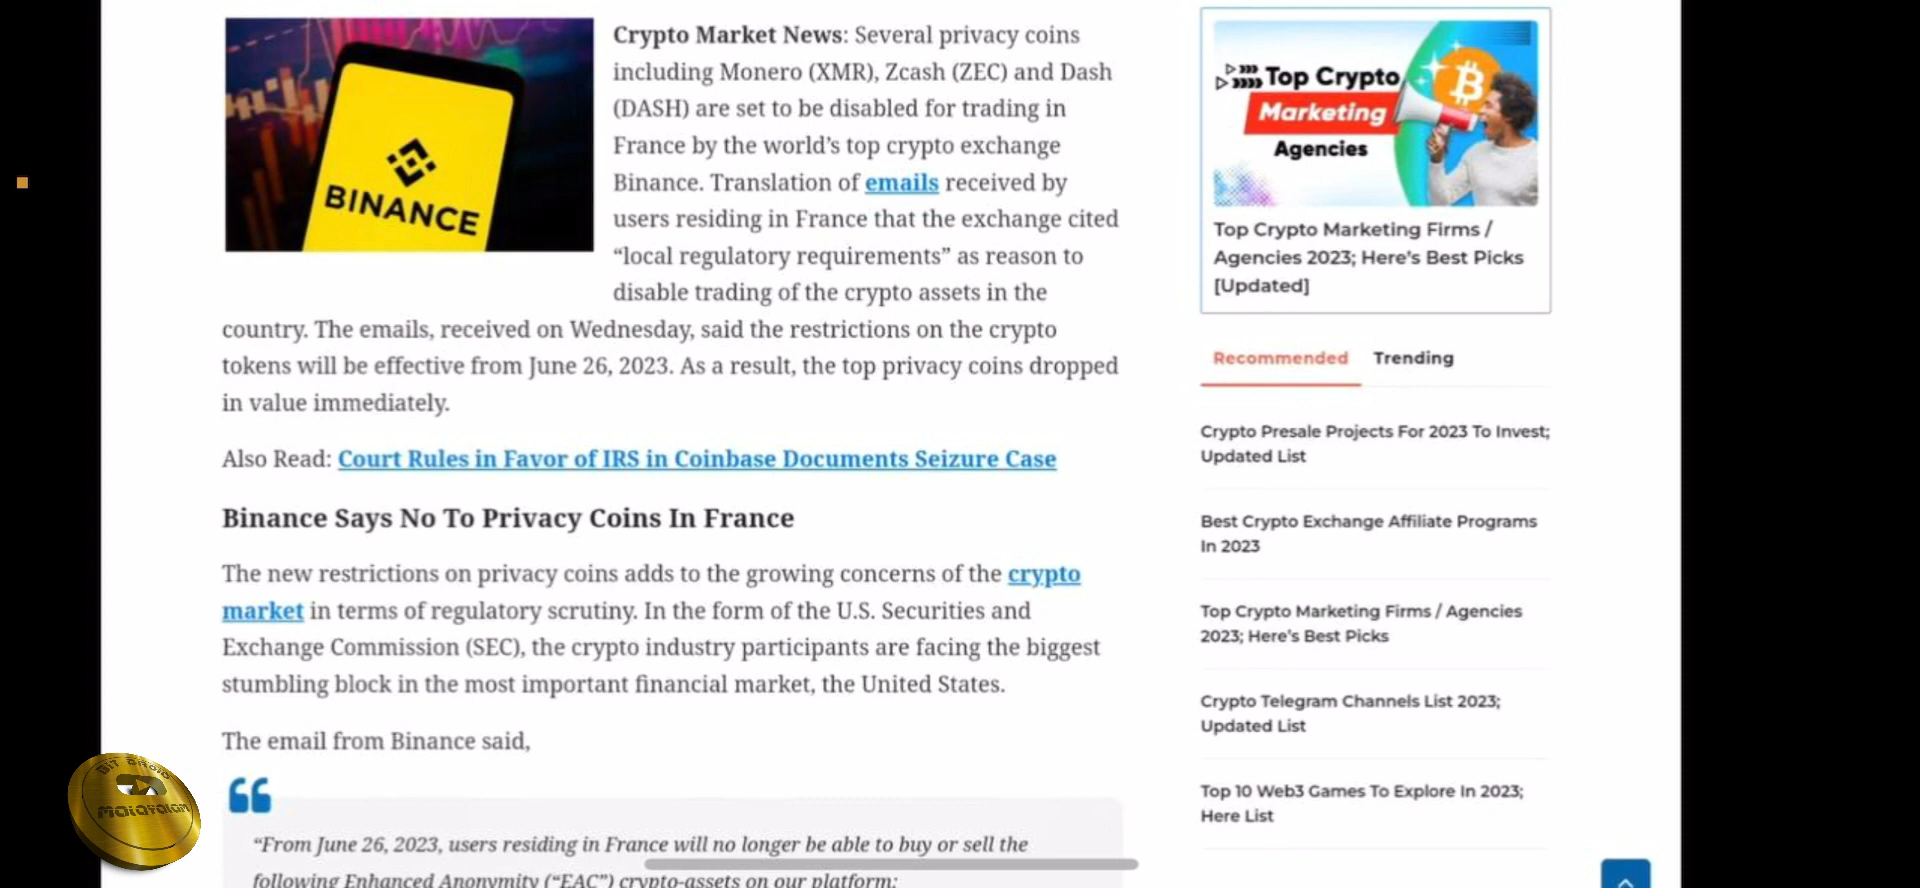 BINANCE
Crypto Market News: Several privacy coins
including Monero (XMR), Zcash (ZEC) and Dash
(DASH) are set to be disabled for trading in
France by the world’s top crypto exchange
Binance. Translation of emails received by
users residing in France that the exchange cited
“local regulatory requirements” as reason to
disable trading of the crypto assets in the
country. The emails, received on Wednesday, said the restrictions on the crypto
tokens will be effective from June 26, 2023. As a result, the top privacy coins dropped
in value immediately.
Also Read: Court Rules in Favor of IRS in Coinbase Documents Seizure Case
Binance Says No To Privacy Coins In France
The new restrictions on privacy coins adds to the growing concerns of the crypto
market in terms of regulatory scrutiny. In the form of the U.S. Securities and
Exchange Commission (SEC), the crypto industry participants are facing the biggest
stumbling block in the most important financial market, the United States.
The email from Binance said,
“From June 26, 2023, users residing in France will no longer be able to buy or sell the
following Enhanced Anonymity (“EAC”) crypto-assets on our platform:
Top Crypto
Marketing
Agencies
Top Crypto Marketing Firms /
Agencies 2023; Here's Best Picks
[Updated]
Recommended Trending
Crypto Presale Projects For 2023 To Invest;
Updated List
Best Crypto Exchange Affiliate Programs
In 2023
Top Crypto Marketing Firms / Agencies
2023; Here’s Best Picks
Crypto Telegram Channels List 2023;
Updated List
Top 10 Web3 Games To Explore In 2023;
Here List
BIT DROID
Malayalam